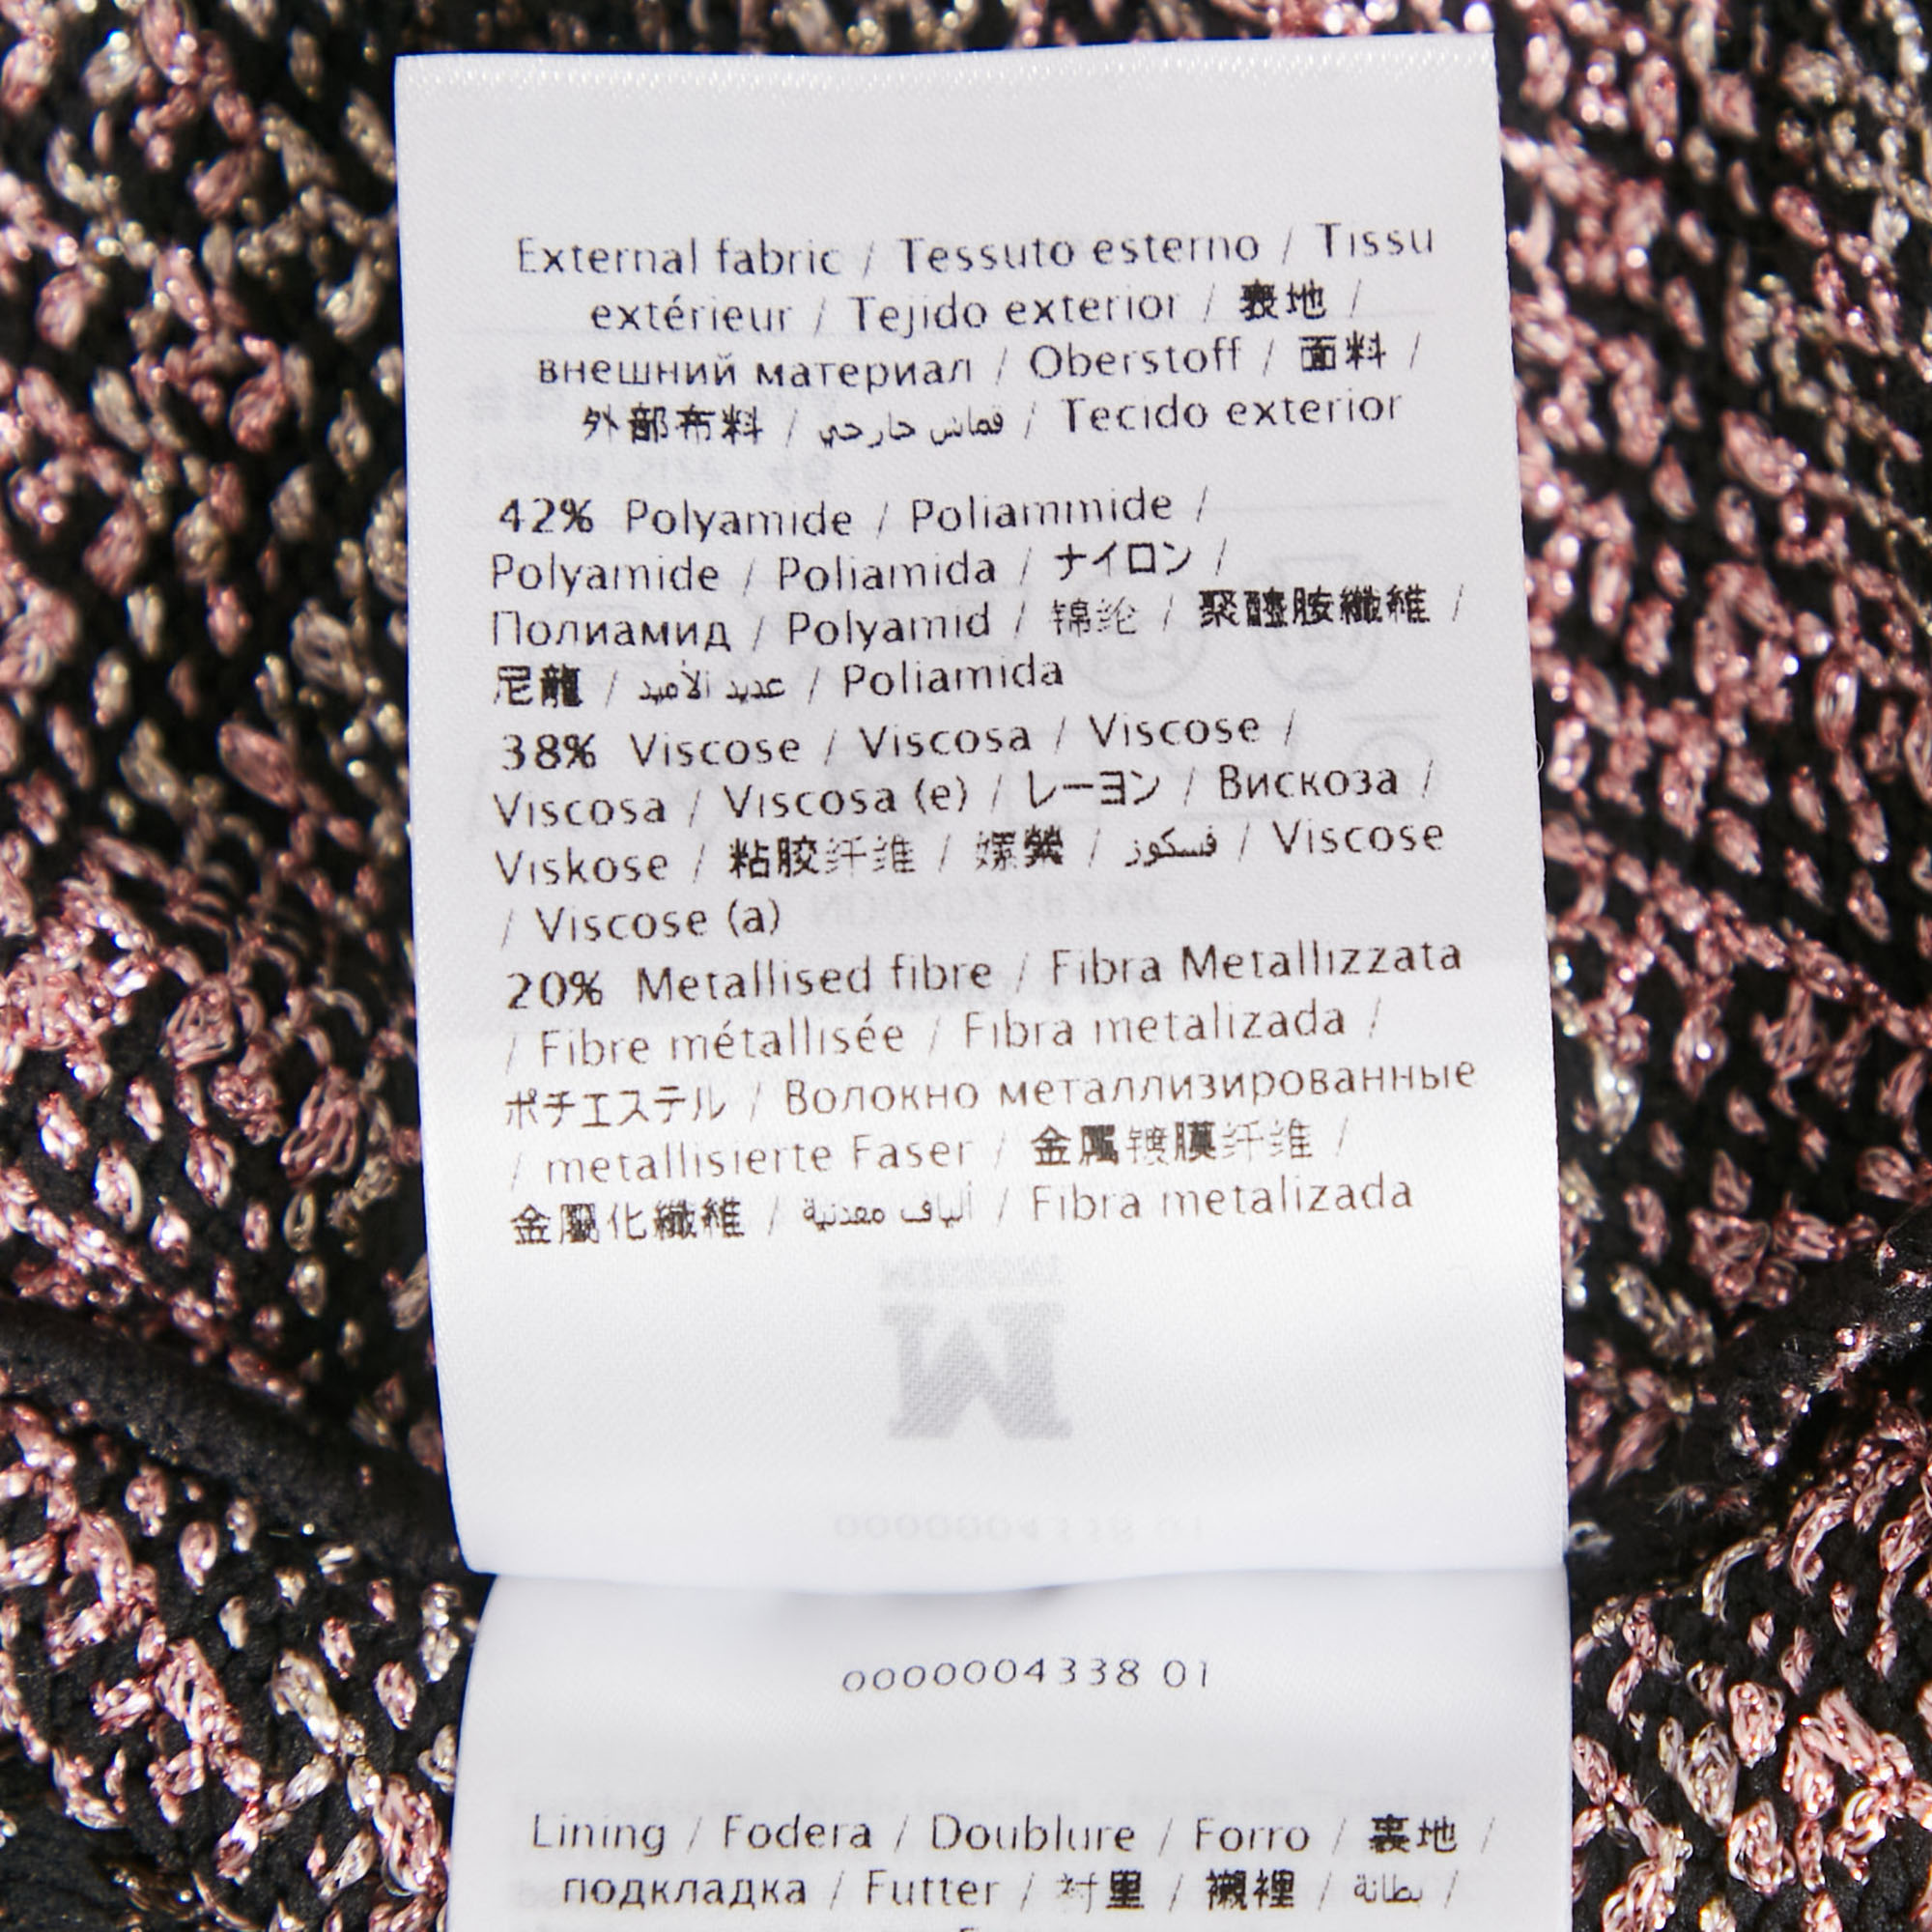 External fabric / Tessuto esterno / Tissu
extérieur / Tejido exterior / 表地 /
внешний материал / Oberstoff / 面料 /
外部布料 / قماش خارجي / Tecido exterior
42% Polyamide / Poliammide /
Polyamide / Poliamida / ナイロン /
Полиамид / Polyamid / 锦纶 / 聚醯胺纖維 /
尼龍 / عديد الأميد / Poliamida
38% Viscose / Viscosa / Viscose /
Viscosa / Viscosa (e) / レーヨン / Вискоза /
Viskose / 粘胶纤维 / 嫘縈 / فسكوز / Viscose
/ Viscose (a)
20% Metallised fibre / Fibra Metallizzata
/ Fibre métallisée / Fibra metalizada /
ポチエステル / Волокно металлизированные
/ metallisierte Faser / 金属镀膜纤维 /
金屬化纖維 / ألياف معدنية / Fibra metalizada
0000004338 01
Lining / Fodera / Doublure / Forro / 裏地 /
подкладка / Futter / 衬里 / 襯裡 / بطانة /